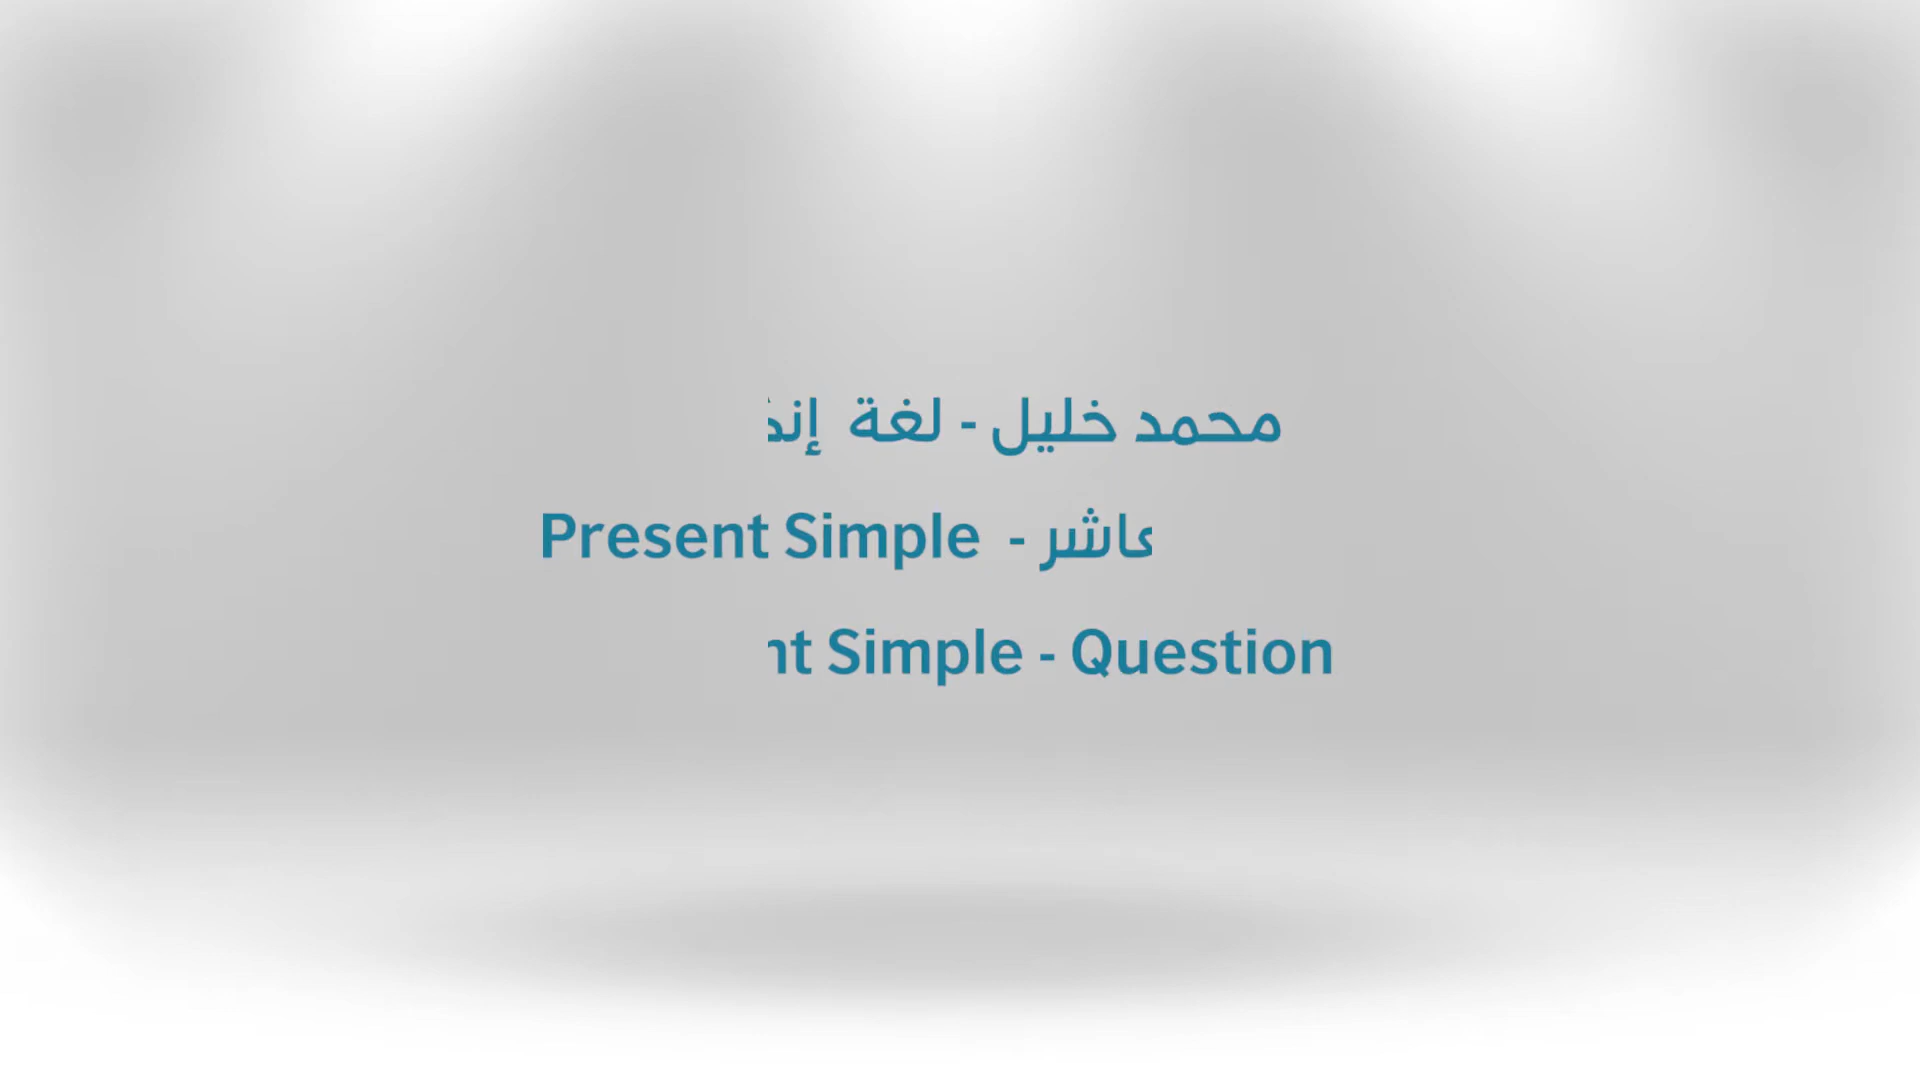 محمد خليل - لغة
Present Simple -
Simple - Question